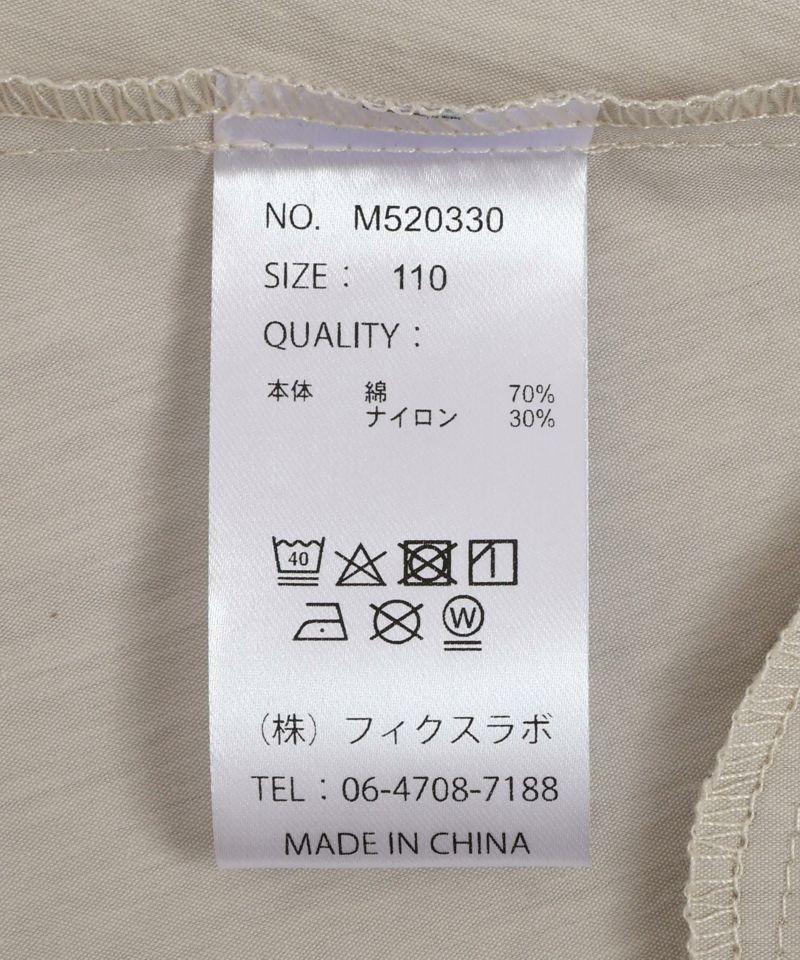 NO. M520330
SIZE : 110
QUALITY :
本体 綿 70%
ナイロン 30%
40
W
(株) フィクスラボ
TEL : 06-4708-7188
MADE IN CHINA